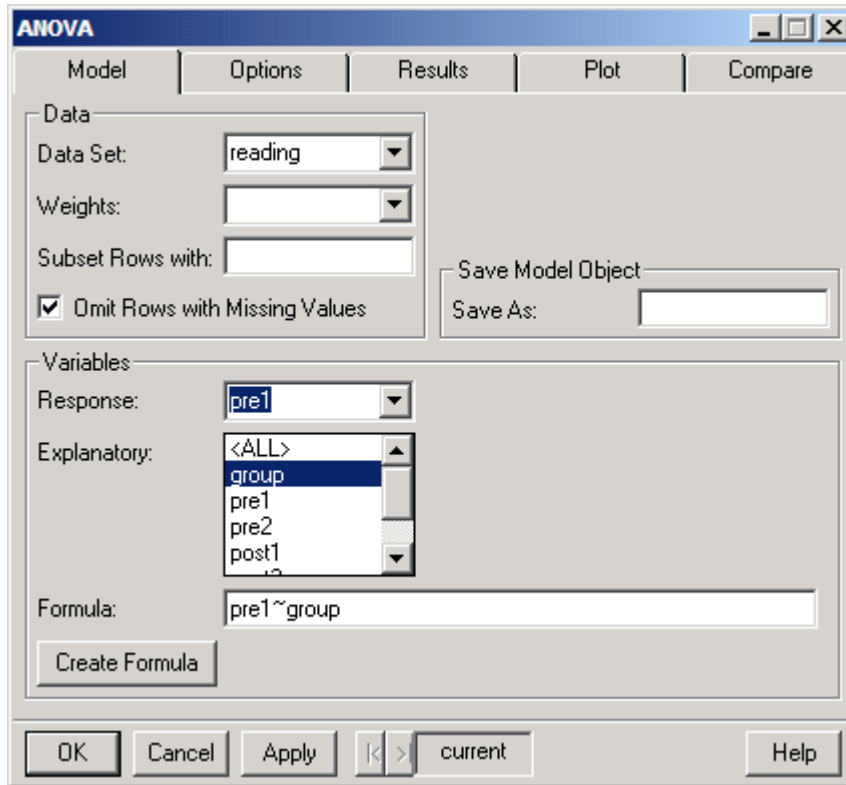 ANOVA
Model Options Results Plot Compare
Data
Data Set: reading
Weights:
Subset Rows with:
Omit Rows with Missing Values
Save Model Object
Save As:
Variables
Response: pre1
Explanatory: <ALL>
group
pre1
pre2
post1
Formula: pre1~group
Create Formula
OK Cancel Apply |< >| current Help